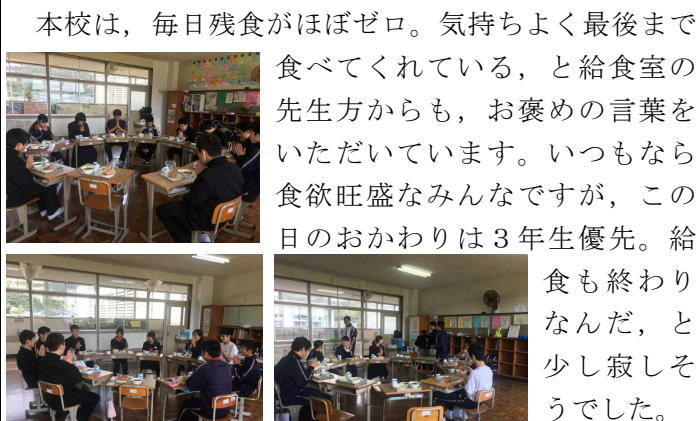 本校は，毎日残食がほぼゼロ。気持ちよく最後まで
食べてくれている，と給食室の
先生方からも，お褒めの言葉を
いただいています。いつもなら
食欲旺盛なみんなですが，この
日のおかわりは３年生優先。給
食も終わり
なんだ，と
少し寂しそ
うでした。